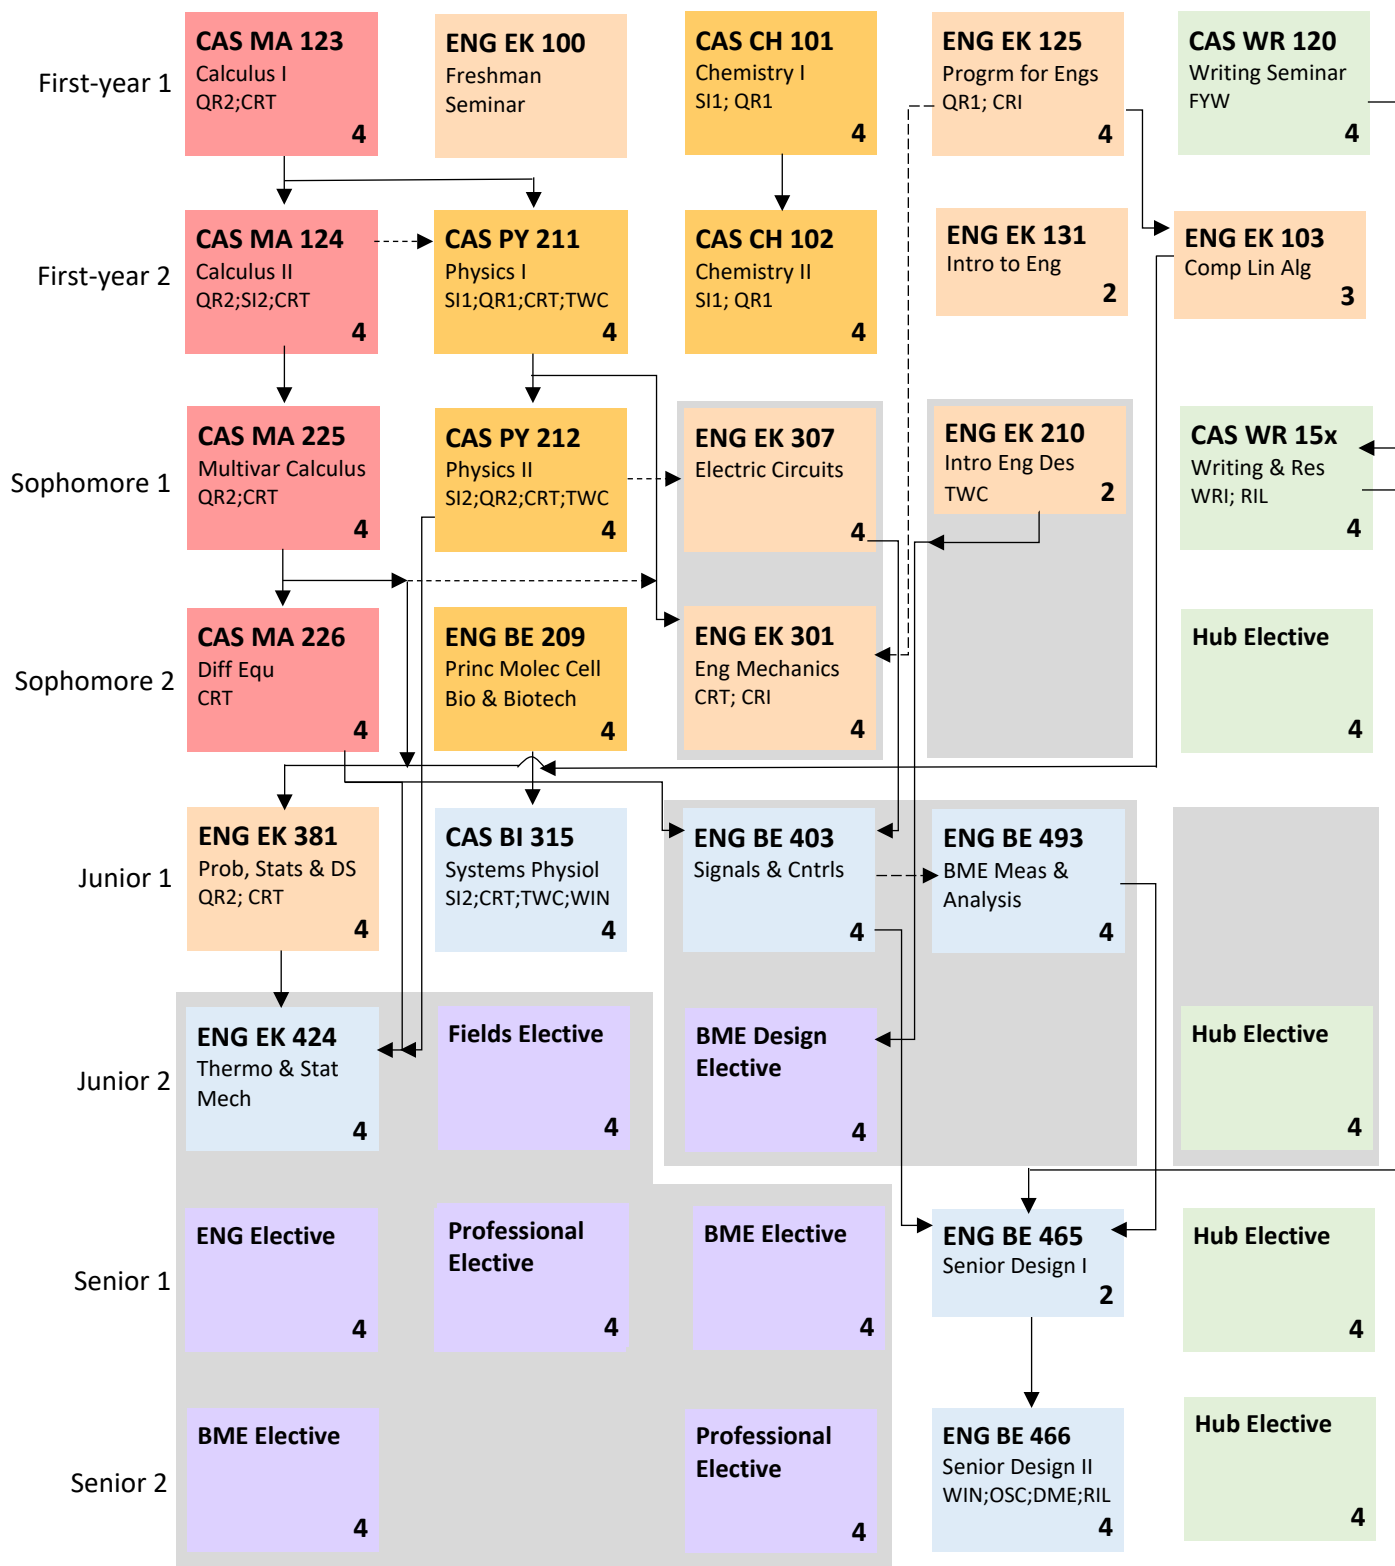 First-year 1
CAS MA 123
Calculus I
QR2;CRT
4
ENG EK 100
Freshman
Seminar
CAS CH 101
Chemistry I
SI1; QR1
4
ENG EK 125
Progrm for Engs
QR1; CRI
4
CAS WR 120
Writing Seminar
FYW
4
First-year 2
CAS MA 124
Calculus II
QR2;SI2;CRT
4
CAS PY 211
Physics I
SI1;QR1;CRT;TWC
4
CAS CH 102
Chemistry II
SI1; QR1
4
ENG EK 131
Intro to Eng
2
ENG EK 103
Comp Lin Alg
3
Sophomore 1
CAS MA 225
Multivar Calculus
QR2;CRT
4
CAS PY 212
Physics II
SI2;QR2;CRT;TWC
4
ENG EK 307
Electric Circuits
4
ENG EK 210
Intro Eng Des
TWC
2
CAS WR 15x
Writing & Res
WRI; RIL
4
Sophomore 2
CAS MA 226
Diff Equ
CRT
4
ENG BE 209
Princ Molec Cell
Bio & Biotech
4
ENG EK 301
Eng Mechanics
CRT; CRI
4
Hub Elective
4
Junior 1
ENG EK 381
Prob, Stats & DS
QR2; CRT
4
CAS BI 315
Systems Physiol
SI2;CRT;TWC;WIN
4
ENG BE 403
Signals & Cntrls
4
ENG BE 493
BME Meas &
Analysis
4
Junior 2
ENG EK 424
Thermo & Stat
Mech
4
Fields Elective
4
BME Design
Elective
4
Hub Elective
4
Senior 1
ENG Elective
4
Professional
Elective
4
BME Elective
4
ENG BE 465
Senior Design I
2
Hub Elective
4
Senior 2
BME Elective
4
Professional
Elective
4
ENG BE 466
Senior Design II
WIN;OSC;DME;RIL
4
Hub Elective
4